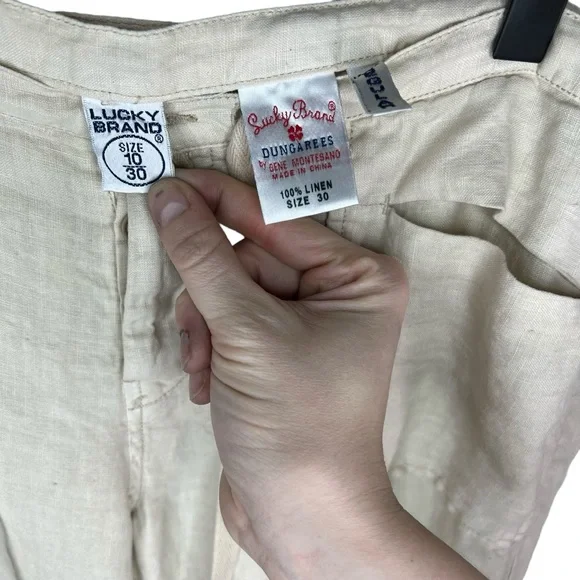 LUCKY
BRAND®
SIZE
10
30
Lucky Brand®
DUNGAREES
BY GENE MONTESANO
MADE IN CHINA
100% LINEN
SIZE 30